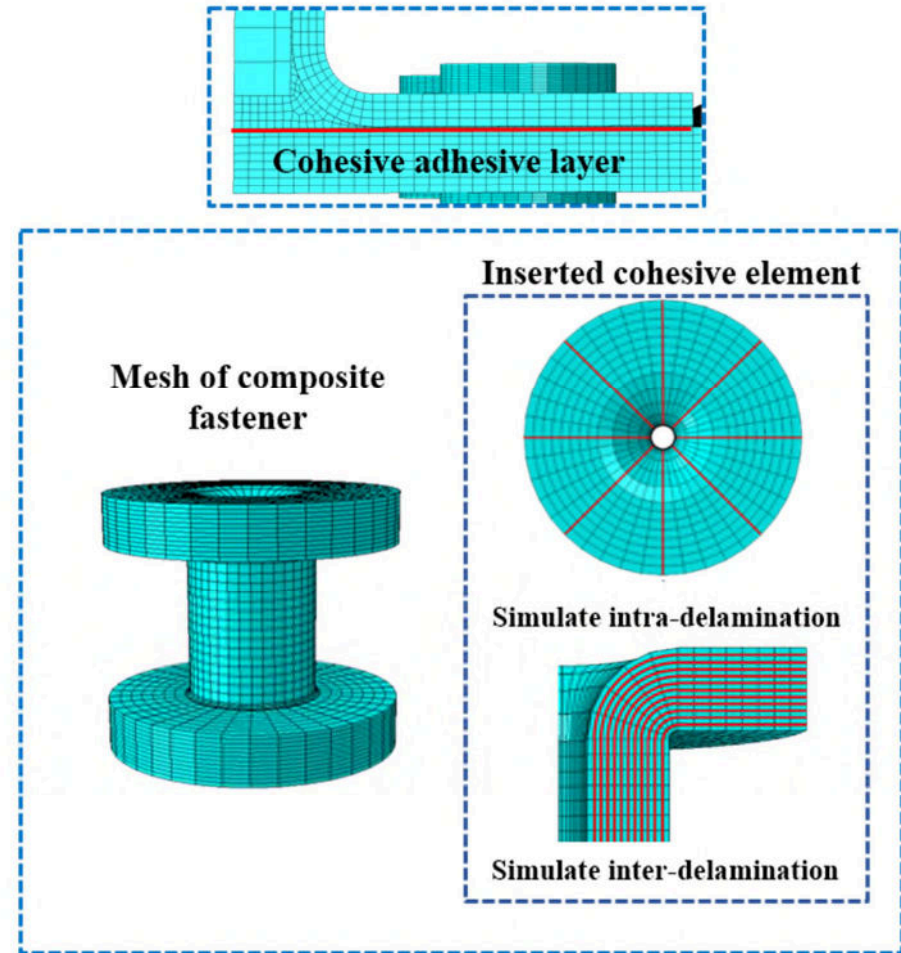 Cohesive adhesive layer
Inserted cohesive element
Mesh of composite
fastener
Simulate intra-delamination
Simulate inter-delamination